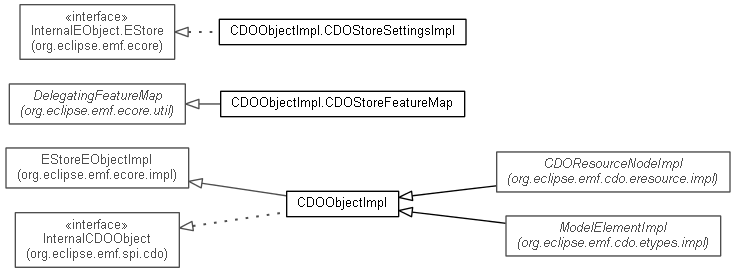 «interface»
InternalEObject.EStore
(org.eclipse.emf.ecore)
CDOObjectImpl.CDOStoreSettingsImpl
DelegatingFeatureMap
(org.eclipse.emf.ecore.util)
CDOObjectImpl.CDOStoreFeatureMap
EStoreEObjectImpl
(org.eclipse.emf.ecore.impl)
«interface»
InternalCDOObject
(org.eclipse.emf.spi.cdo)
CDOObjectImpl
CDOResourceNodeImpl
(org.eclipse.emf.cdo.eresource.impl)
ModelElementImpl
(org.eclipse.emf.cdo.etypes.impl)